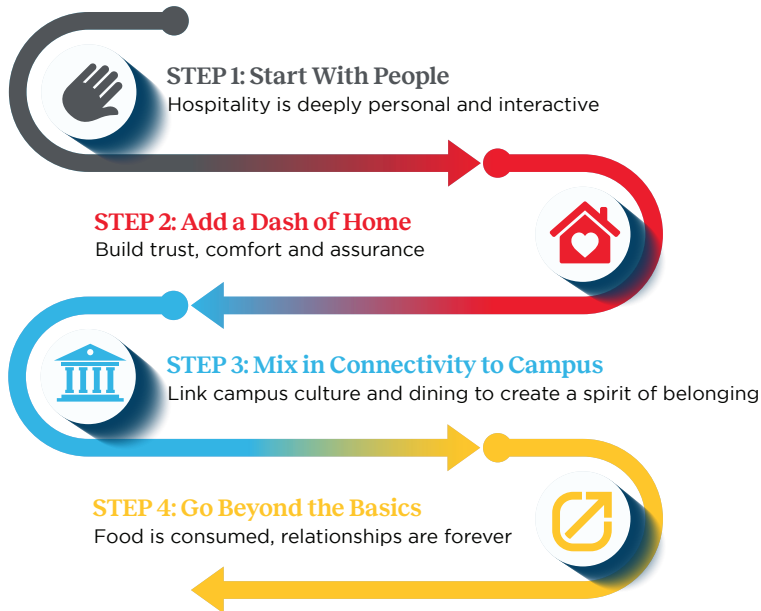 STEP 1: Start With People
Hospitality is deeply personal and interactive
STEP 2: Add a Dash of Home
Build trust, comfort and assurance
STEP 3: Mix in Connectivity to Campus
Link campus culture and dining to create a spirit of belonging
STEP 4: Go Beyond the Basics
Food is consumed, relationships are forever